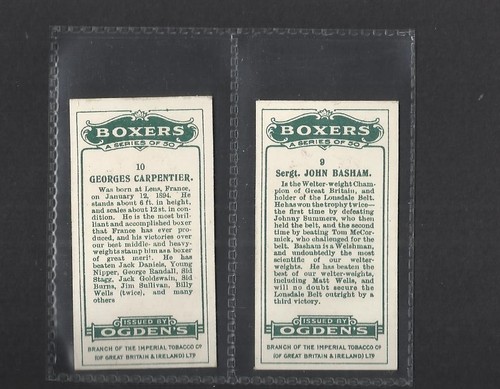 BOXERS
A SERIES OF 50
10
GEORGES CARPENTIER.
Was born at Lens, France,
on January 12, 1894. He
stands about 6 ft. in height,
and scales about 12 st. in con-
dition. He is the most bril-
liant and accomplished boxer
that France has ever pro-
duced, and his victories over
our best middle- and heavy-
weights stamp him as a boxer
of great merit. He has
beaten Jack Daniels, Young
Nipper, George Randall, Sid
Stagg, Jack Goldswain, Sid
Burns, Jim Sullivan, Billy
Wells (twice), and many
others
ISSUED BY
OGDEN'S
BRANCH OF THE IMPERIAL TOBACCO Co
(OF GREAT BRITAIN & IRELAND) LTD
BOXERS
A SERIES OF 50
9
Sergt. JOHN BASHAM.
Is the Welter-weight Cham-
pion of Great Britain, and
holder of the Lonsdale Belt.
He has won the trophy twice—
the first time by defeating
Johnny Summers, who then
held the belt, and the second
time by beating Tom McCor-
mick, who challenged for the
belt. Basham is a Welshman,
and undoubtedly the most
scientific of our welter-
weights. He has beaten the
best of our welter-weights,
including Matt Wells, and
will no doubt secure the
Lonsdale Belt outright by a
third victory.
ISSUED BY
OGDEN'S
BRANCH OF THE IMPERIAL TOBACCO Co
(OF GREAT BRITAIN & IRELAND) LTD